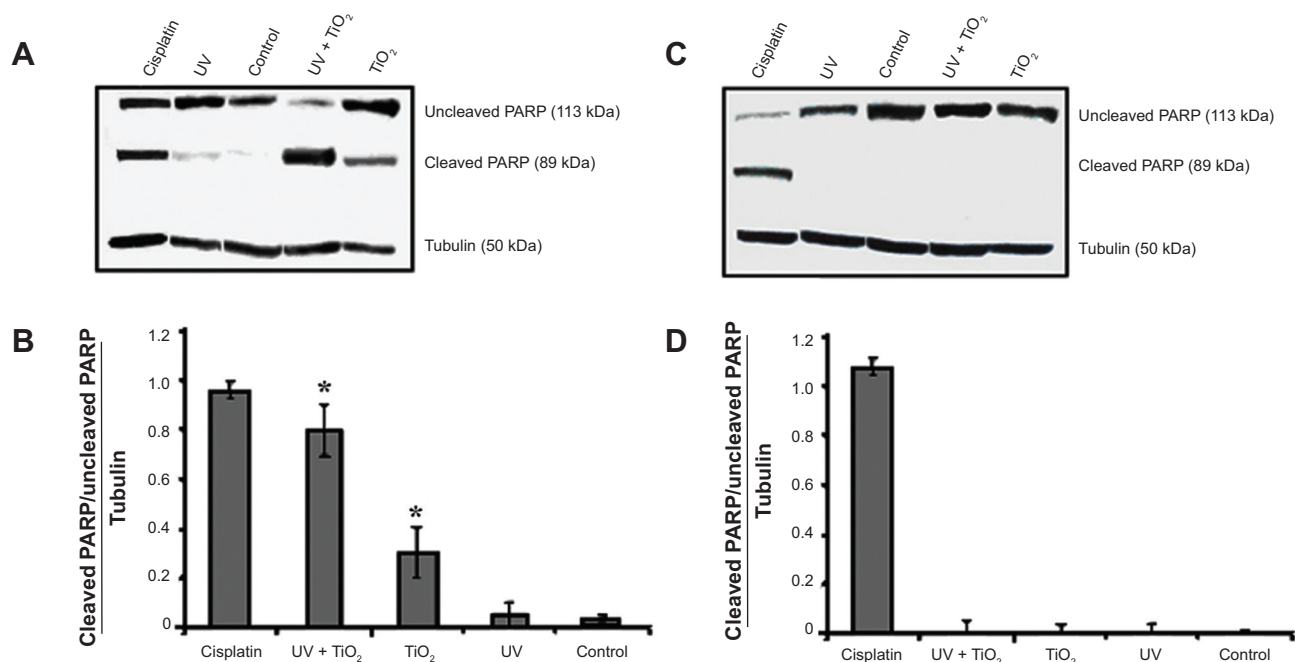 A
Cisplatin
UV
Control
UV + TiO₂
TiO₂
Uncleaved PARP (113 kDa)
Cleaved PARP (89 kDa)
Tubulin (50 kDa)
C
Cisplatin
UV
Control
UV + TiO₂
TiO₂
Uncleaved PARP (113 kDa)
Cleaved PARP (89 kDa)
Tubulin (50 kDa)
B
Cleaved PARP/uncleaved PARP
Tubulin
1.2
1.0
0.8
0.6
0.4
0.2
0
*
*
Cisplatin
UV + TiO₂
TiO₂
UV
Control
D
Cleaved PARP/uncleaved PARP
Tubulin
1.2
1.0
0.8
0.6
0.4
0.2
0
Cisplatin
UV + TiO₂
TiO₂
UV
Control